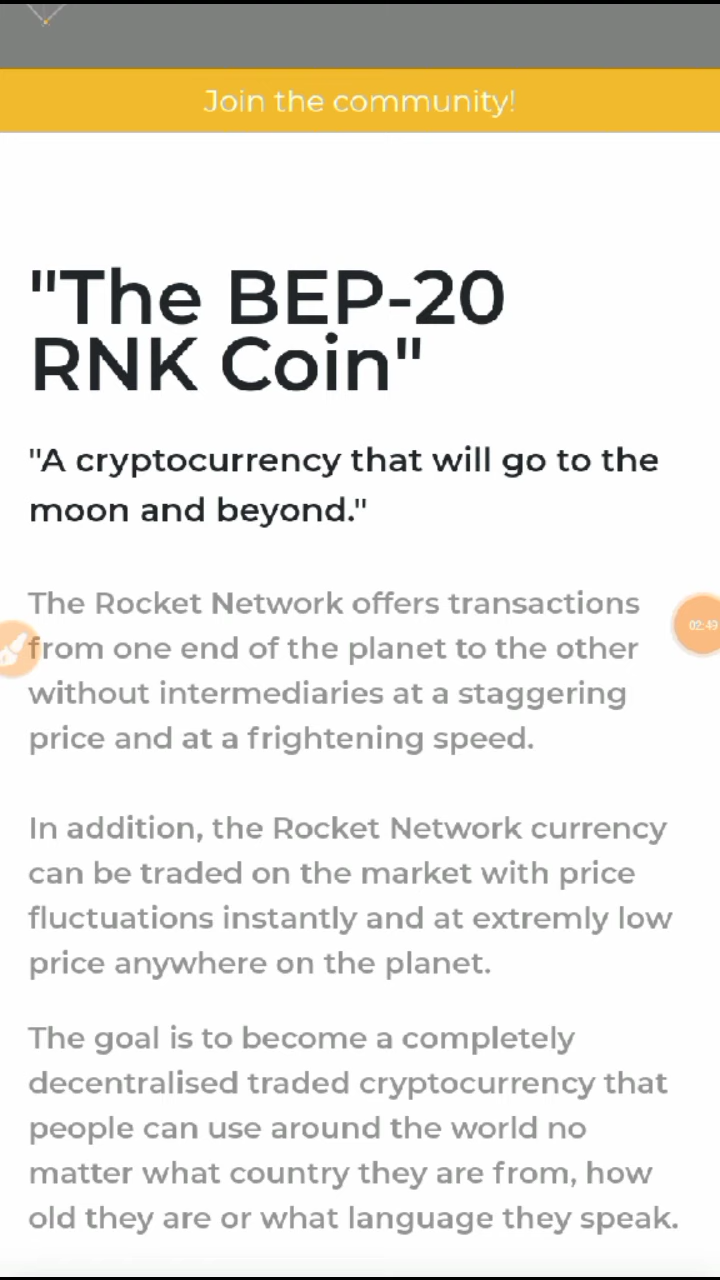 Join the community!
"The BEP-20
RNK Coin"
"A cryptocurrency that will go to the
moon and beyond."
The Rocket Network offers transactions
from one end of the planet to the other
without intermediaries at a staggering
price and at a frightening speed.
02:49
In addition, the Rocket Network currency
can be traded on the market with price
fluctuations instantly and at extremly low
price anywhere on the planet.
The goal is to become a completely
decentralised traded cryptocurrency that
people can use around the world no
matter what country they are from, how
old they are or what language they speak.